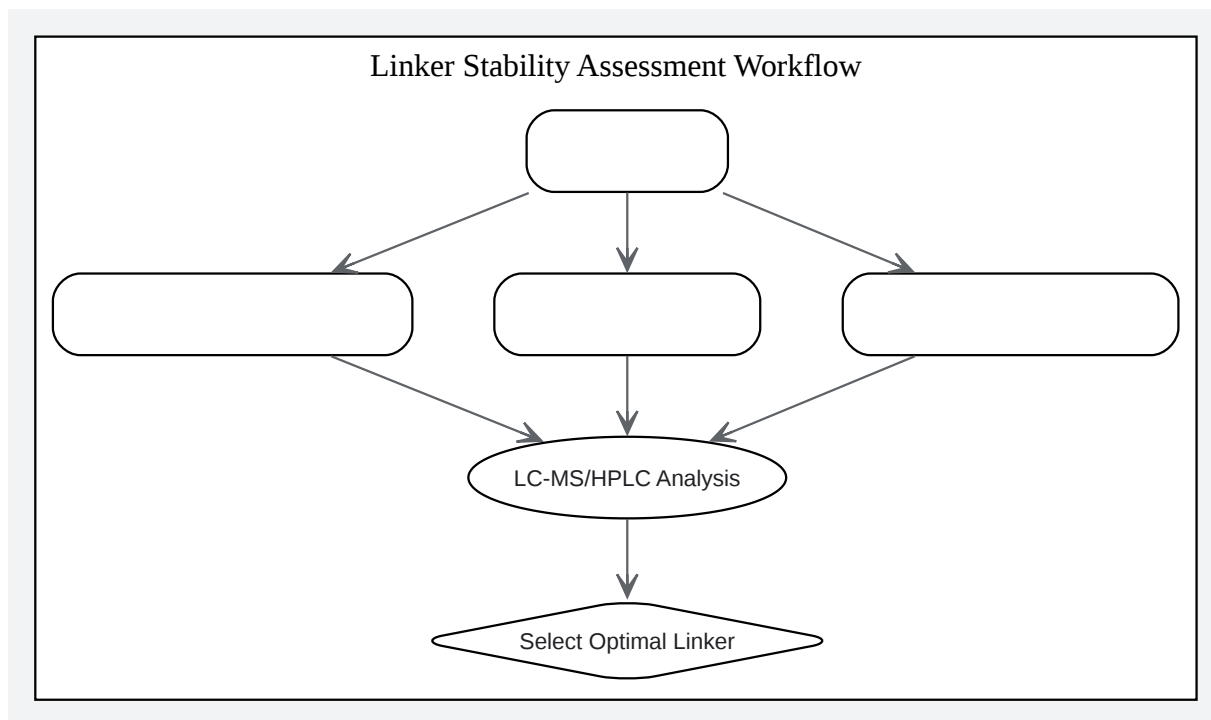 Linker Stability Assessment Workflow
LC-MS/HPLC Analysis
Select Optimal Linker